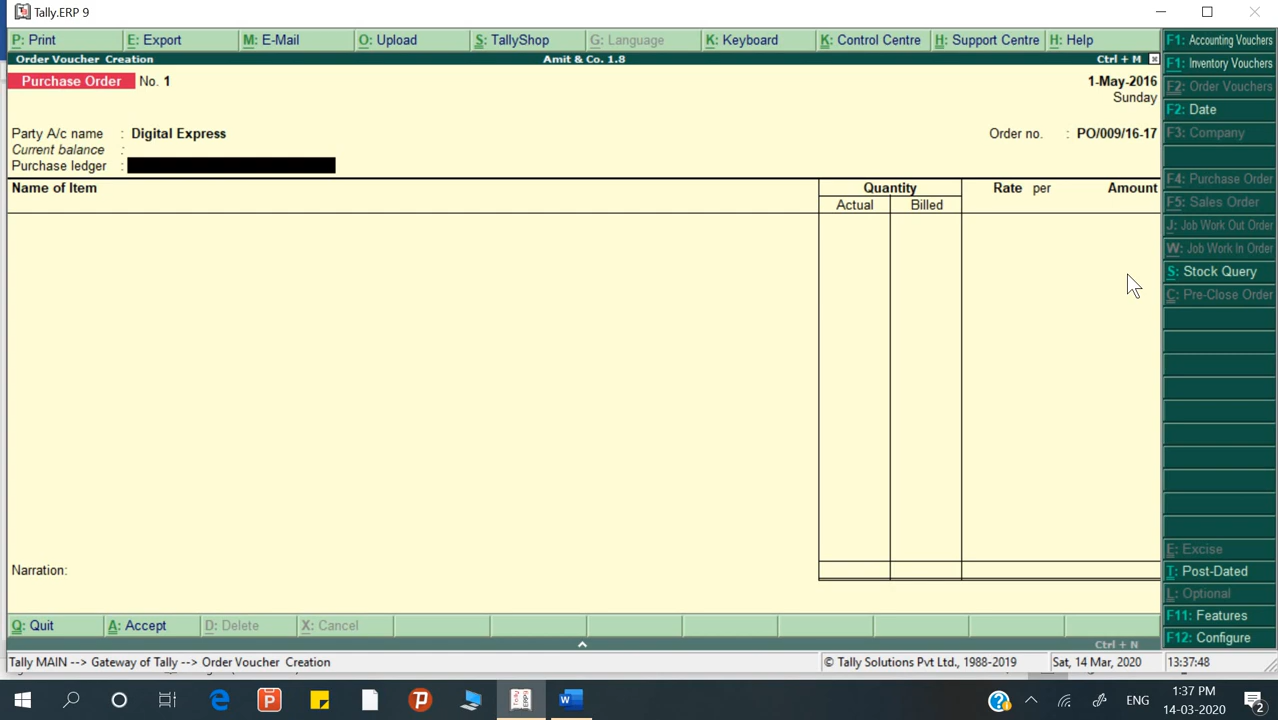 Tally.ERP 9
P: Print E: Export M: E-Mail O: Upload S: TallyShop G: Language K: Keyboard K: Control Centre H: Support Centre H: Help
Order Voucher Creation Amit & Co. 1.8 Ctrl + M
Purchase Order No. 1 1-May-2016
Sunday
Party A/c name : Digital Express Order no. : PO/009/16-17
Current balance :
Purchase ledger :
Name of Item Quantity Rate per Amount
Actual Billed
Narration:
Q: Quit A: Accept D: Delete X: Cancel
Ctrl + N
F1: Accounting Vouchers
F1: Inventory Vouchers
F2: Order Vouchers
F2: Date
F3: Company
F4: Purchase Order
F5: Sales Order
J: Job Work Out Order
W: Job Work In Order
S: Stock Query
C: Pre-Close Order
E: Excise
T: Post-Dated
L: Optional
F11: Features
F12: Configure
Tally MAIN --> Gateway of Tally --> Order Voucher Creation © Tally Solutions Pvt Ltd., 1988-2019 Sat, 14 Mar, 2020 13:37:48
ENG 1:37 PM
14-03-2020 2